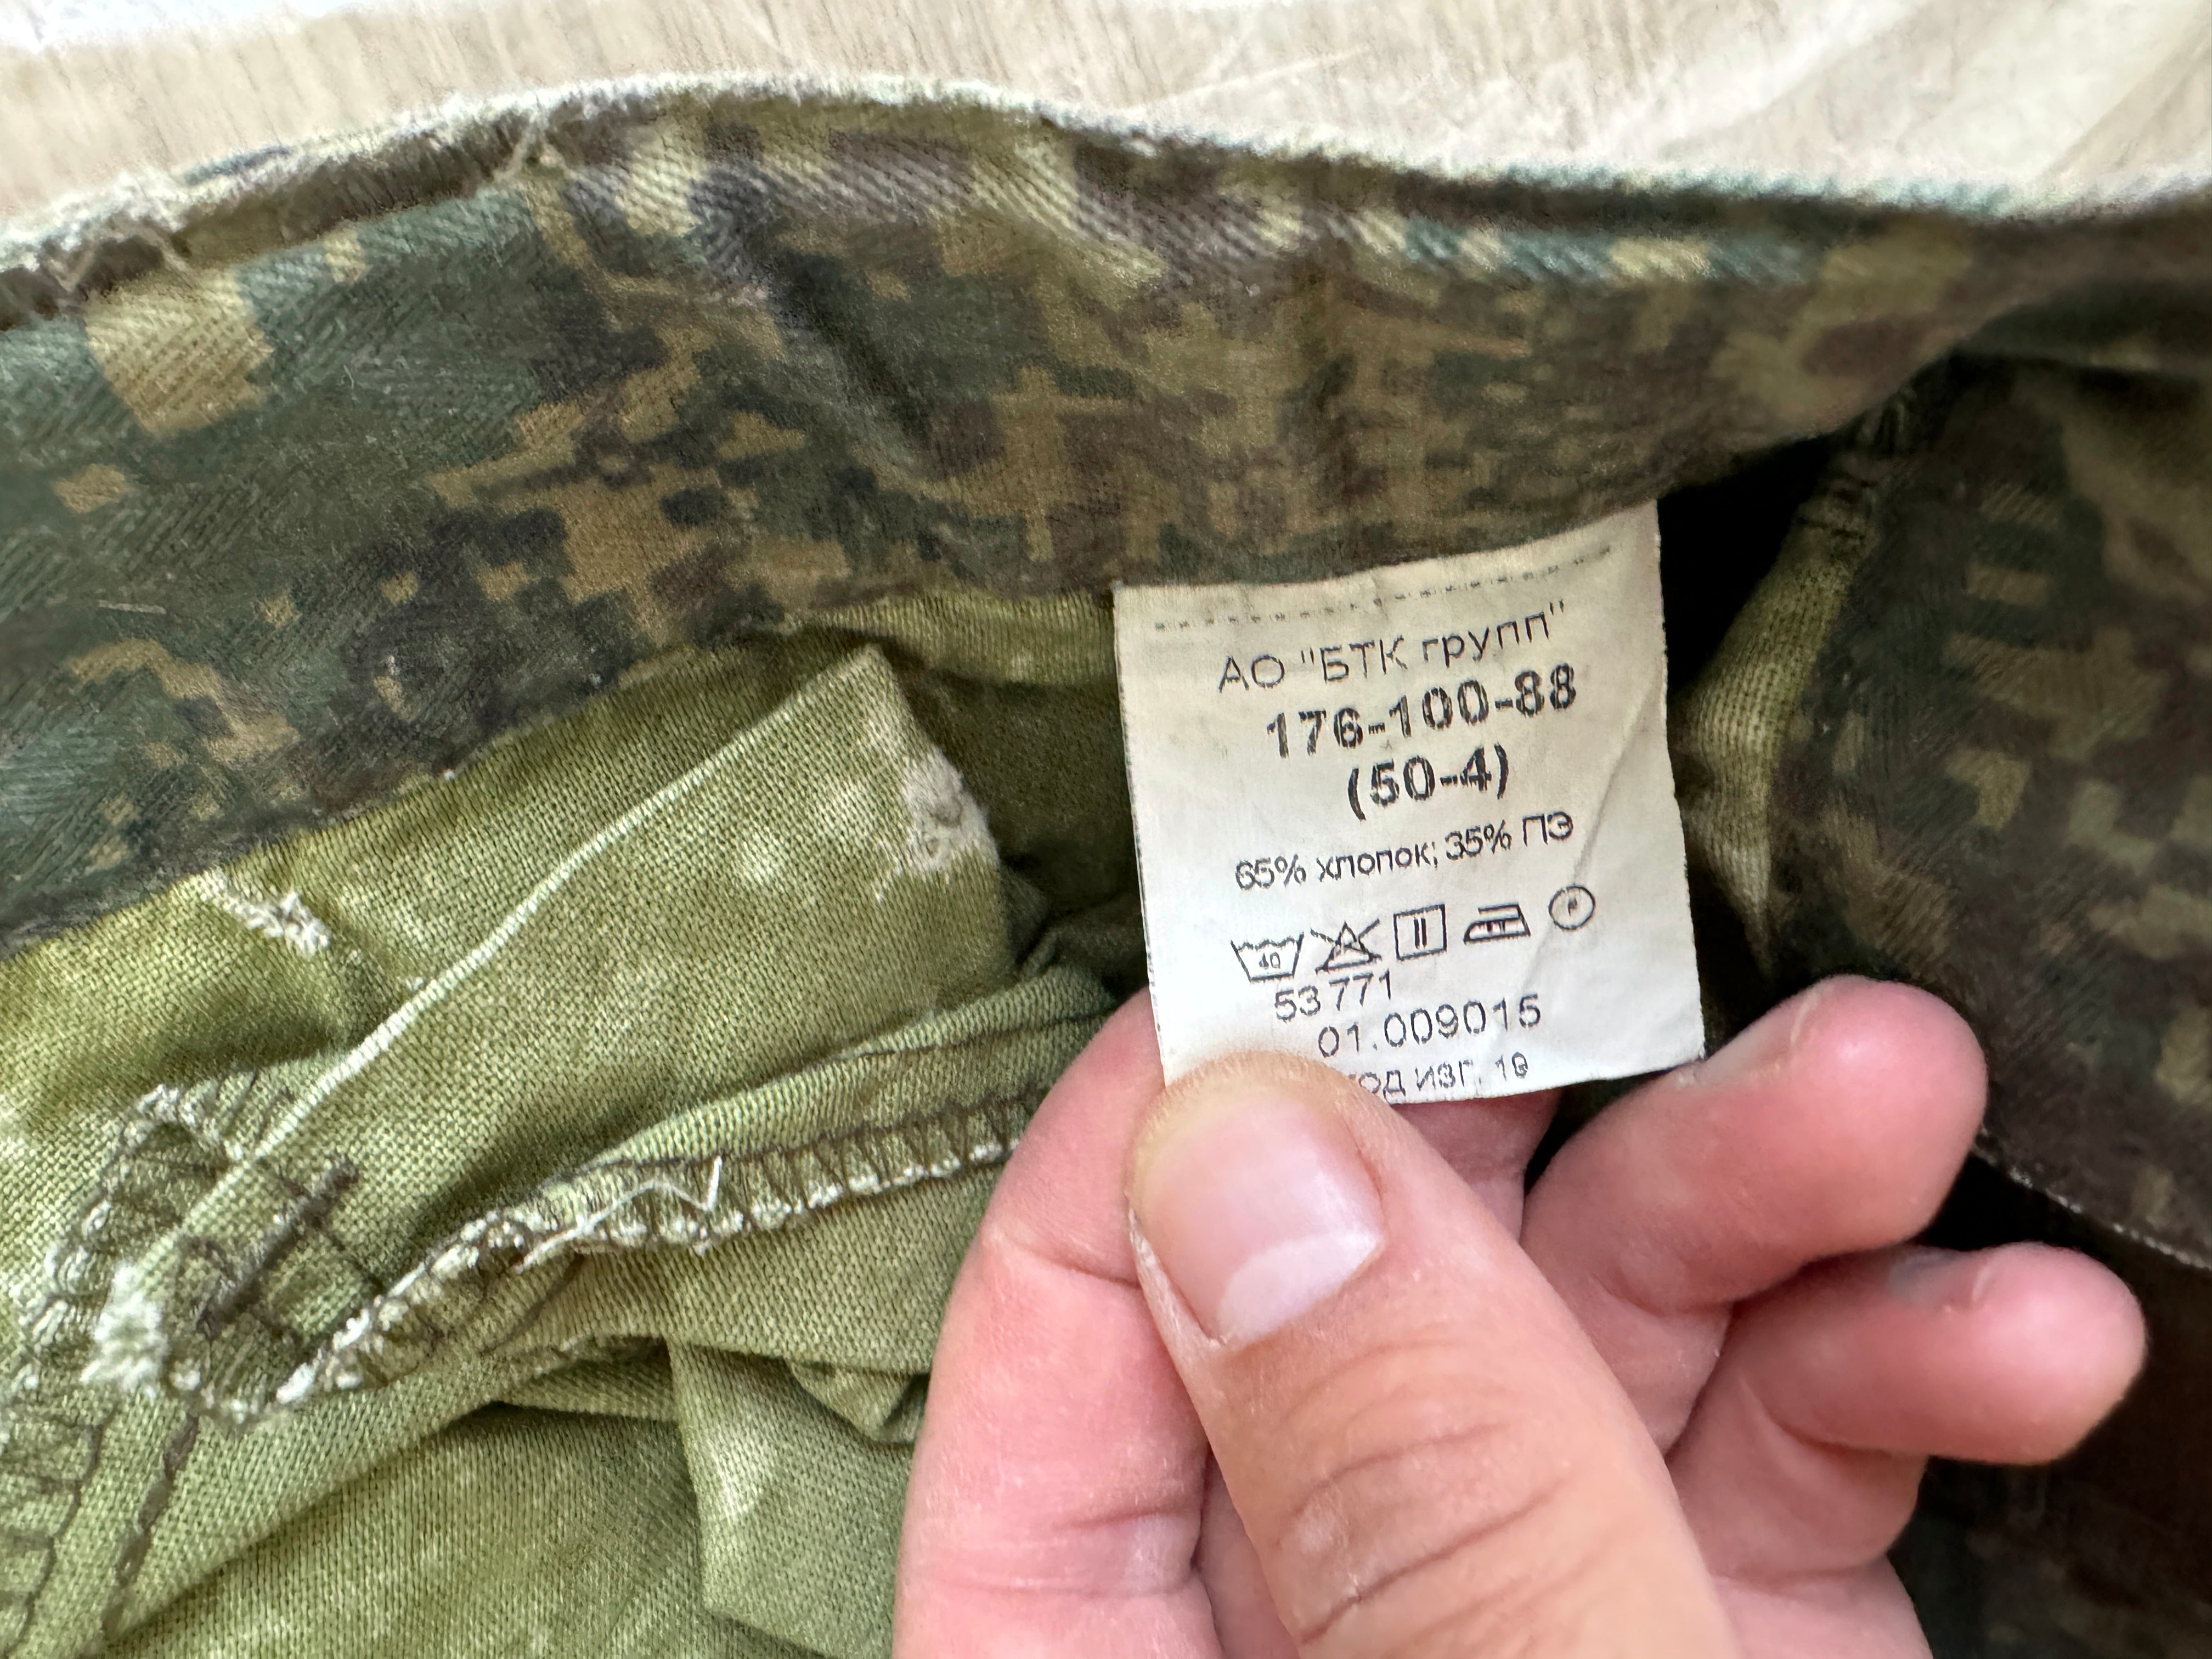 АО "БТК групп"
176-100-88
(50-4)
65% хлопок; 35% ПЭ
40 P
53 771
01.009015
ИЗГ. 19